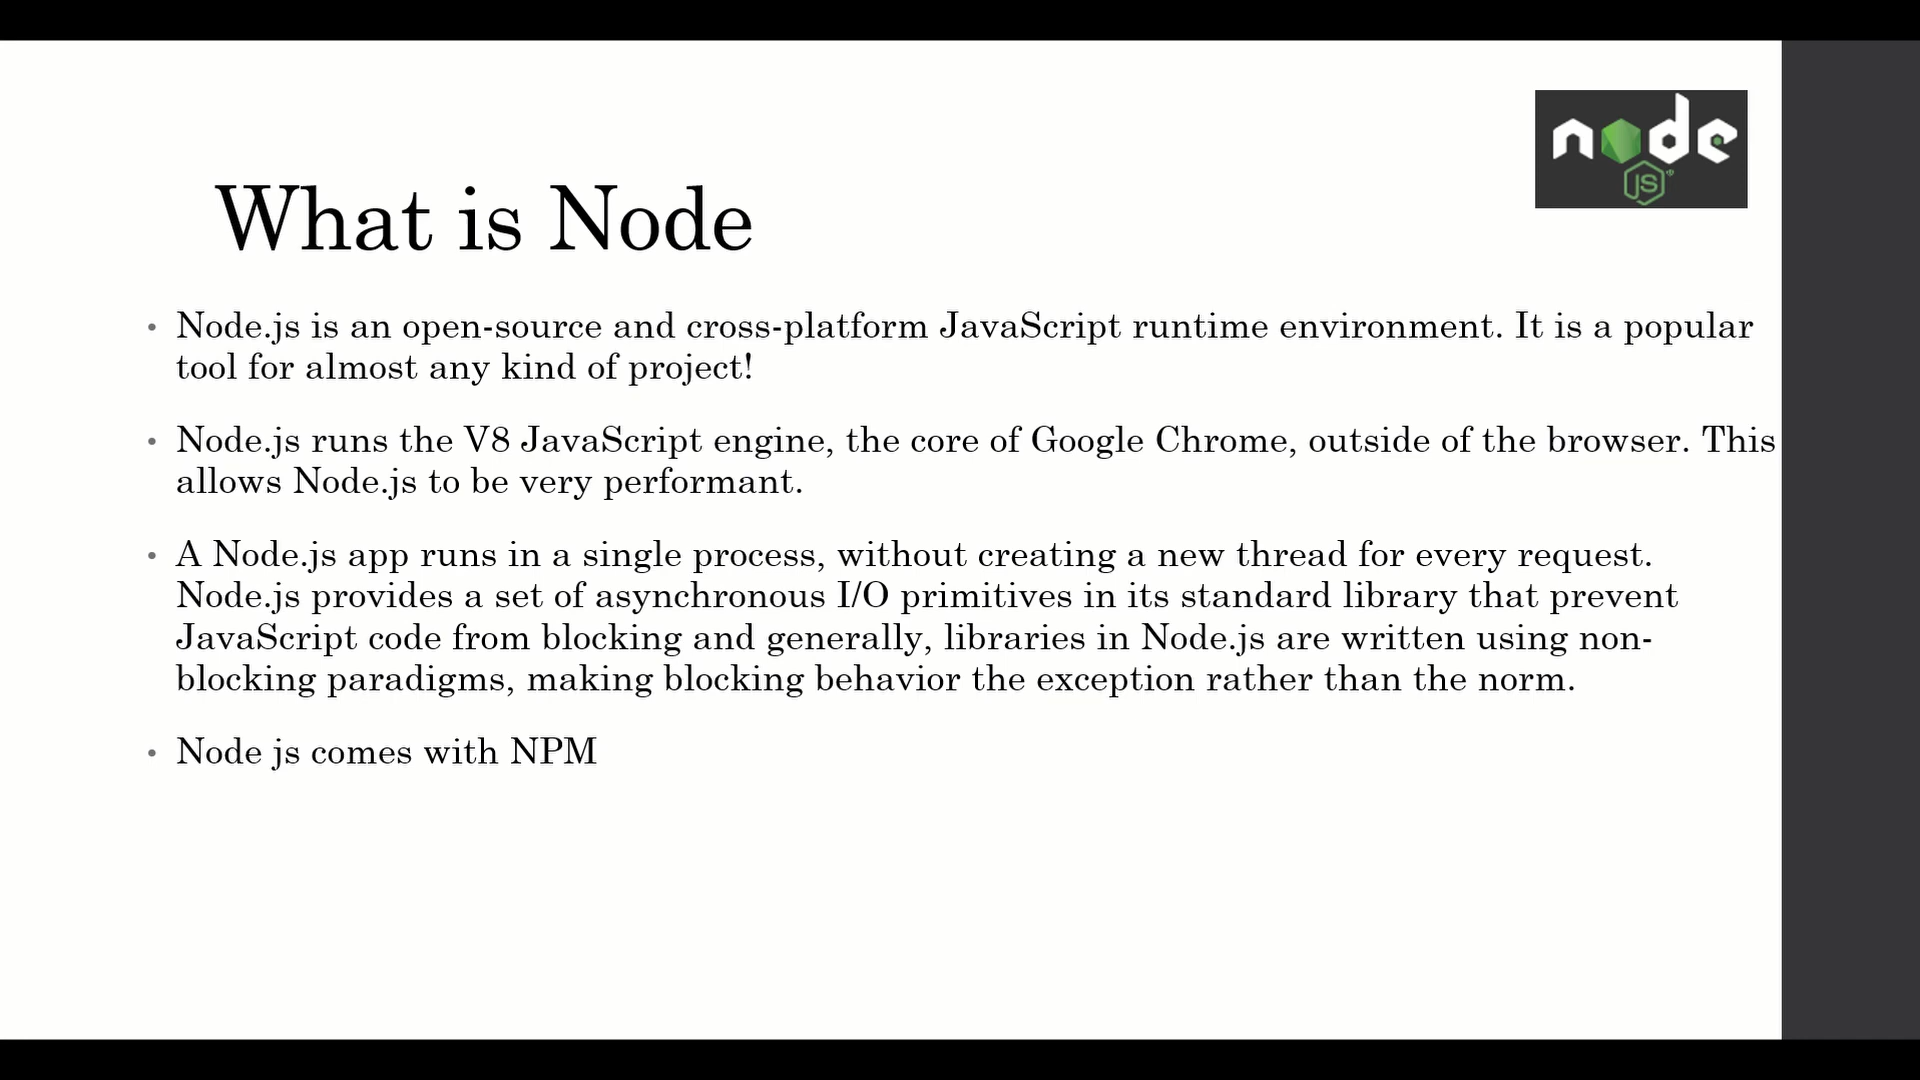 node
JS
What is Node
• Node.js is an open-source and cross-platform JavaScript runtime environment. It is a popular
tool for almost any kind of project!
• Node.js runs the V8 JavaScript engine, the core of Google Chrome, outside of the browser. This
allows Node.js to be very performant.
• A Node.js app runs in a single process, without creating a new thread for every request.
Node.js provides a set of asynchronous I/O primitives in its standard library that prevent
JavaScript code from blocking and generally, libraries in Node.js are written using non-
blocking paradigms, making blocking behavior the exception rather than the norm.
• Node js comes with NPM